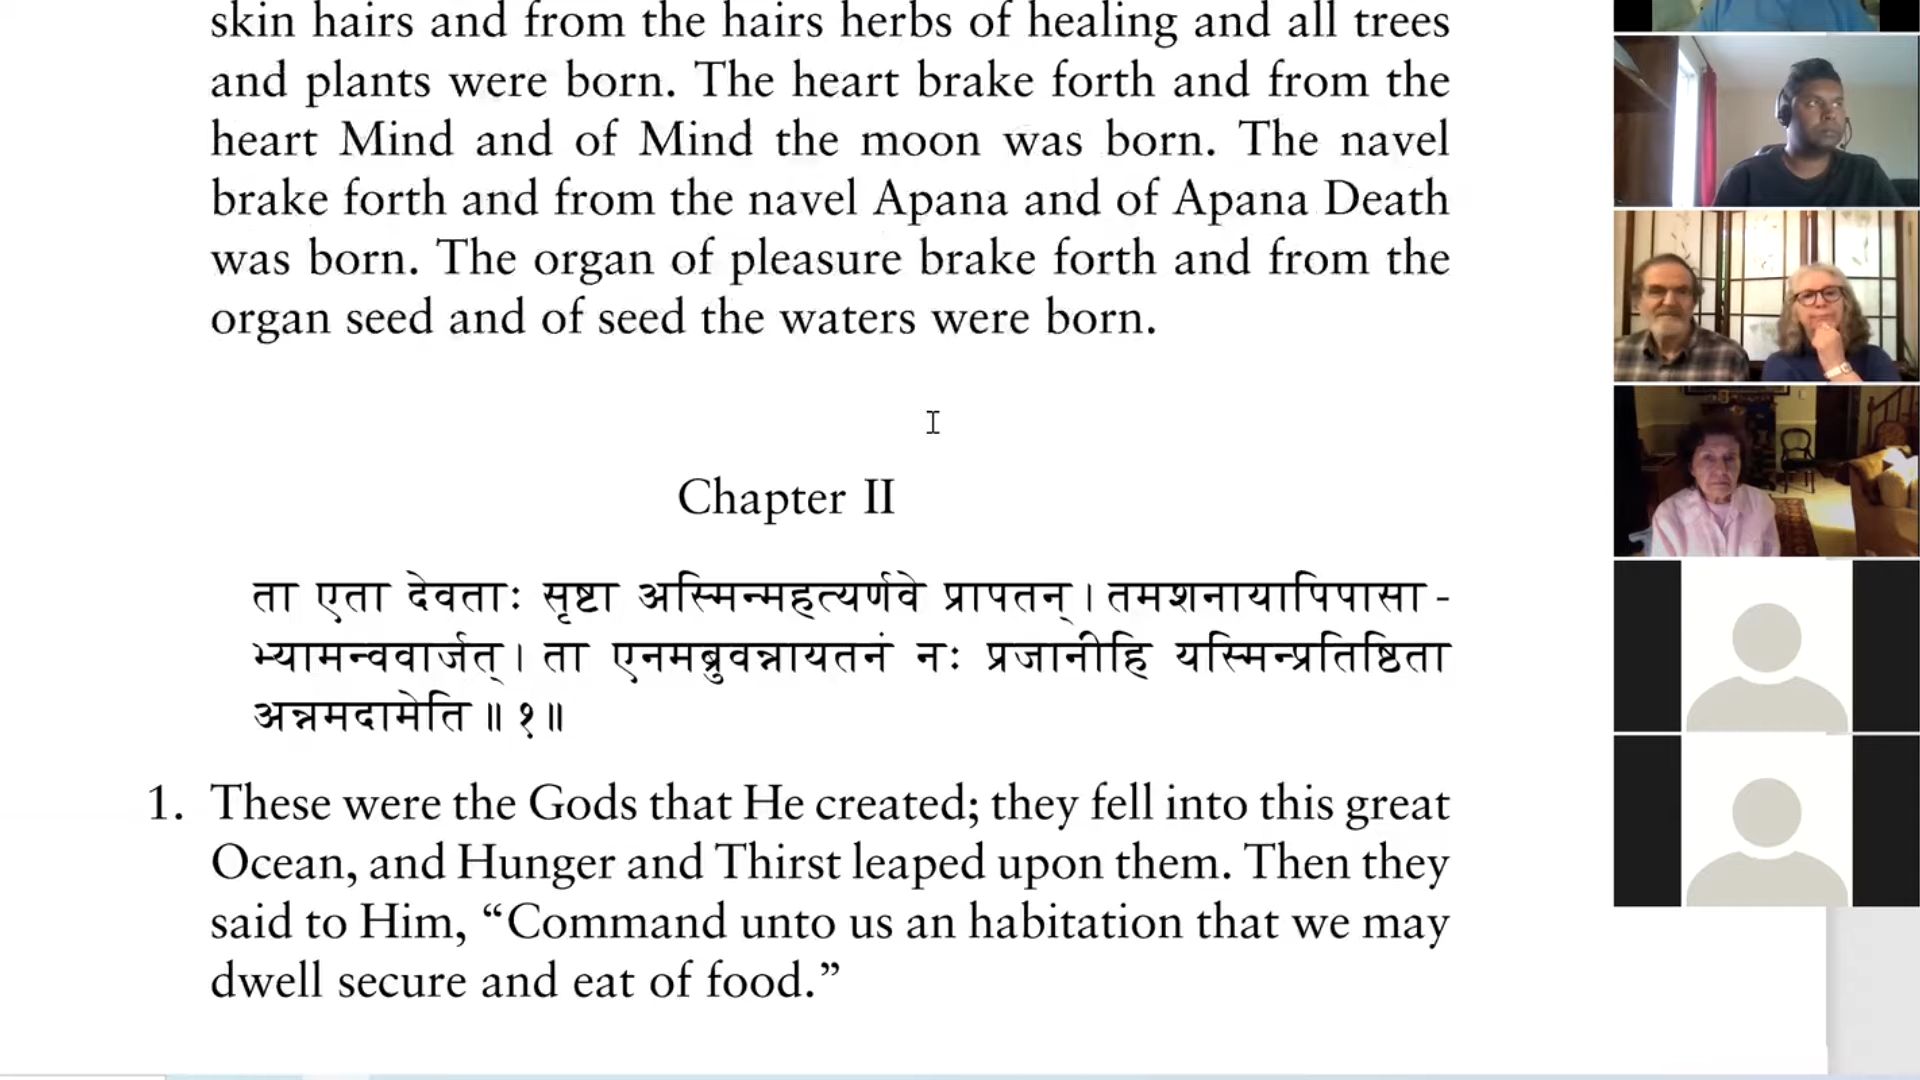 skin hairs and from the hairs herbs of healing and all trees
and plants were born. The heart brake forth and from the
heart Mind and of Mind the moon was born. The navel
brake forth and from the navel Apana and of Apana Death
was born. The organ of pleasure brake forth and from the
organ seed and of seed the waters were born.
Chapter II
ता एता देवताः सृष्टा अस्मिन्महत्यर्णवे प्रापतन्। तमशनायापिपासा-
भ्यामन्ववार्जत्। ता एनमब्रुवन्नायतनं नः प्रजानीहि यस्मिन्प्रतिष्ठिता
अन्नमदामेति॥ १॥
1. These were the Gods that He created; they fell into this great
Ocean, and Hunger and Thirst leaped upon them. Then they
said to Him, “Command unto us an habitation that we may
dwell secure and eat of food.”